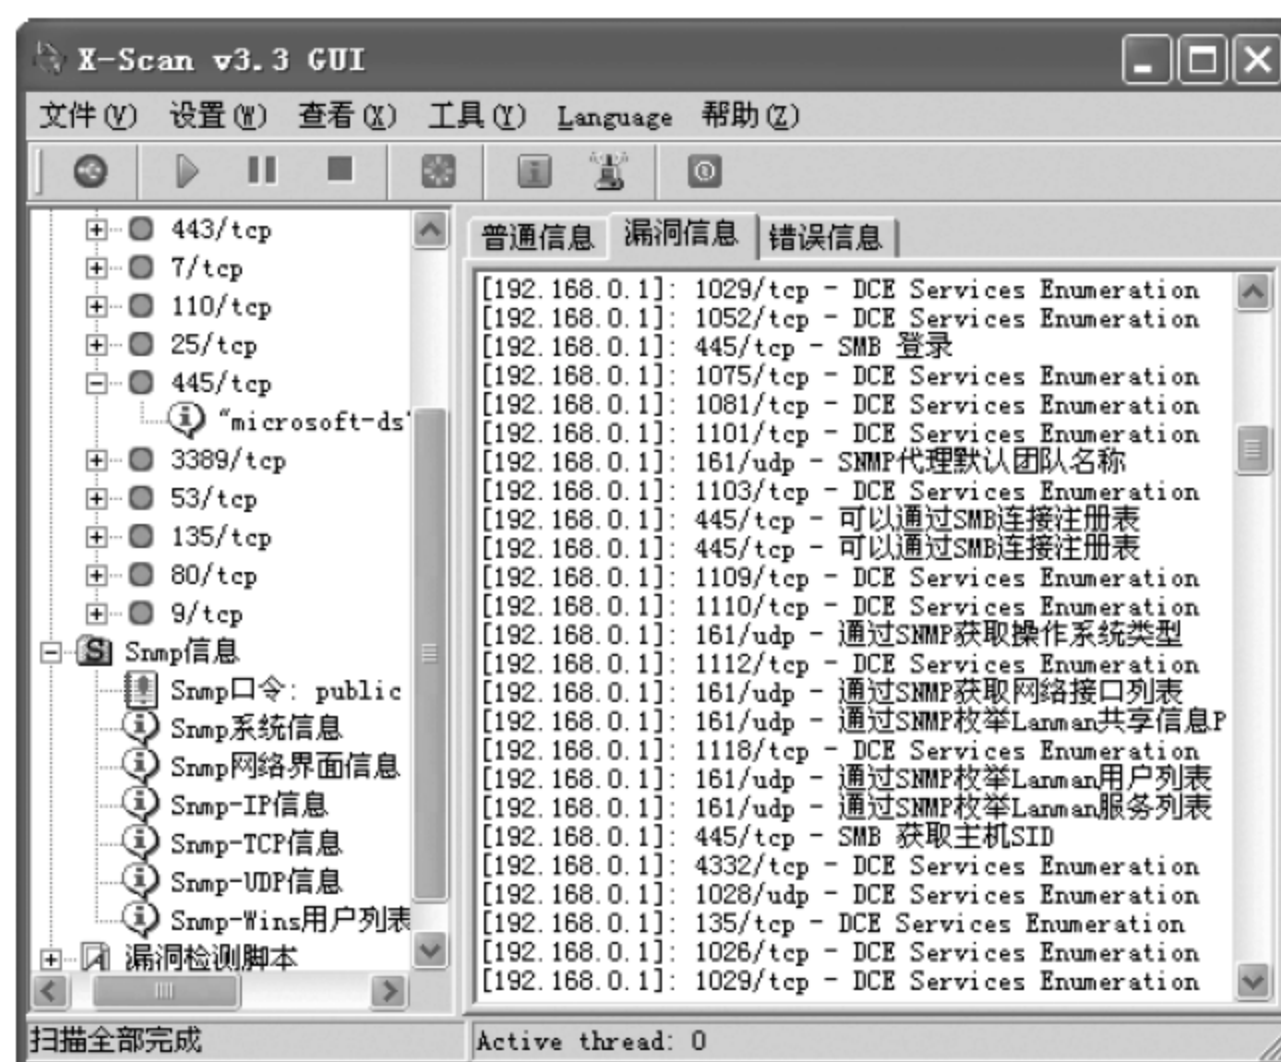 X-Scan v3.3 GUI
文件(V) 设置(W) 查看(X) 工具(Y) Language 帮助(Z)
443/tcp
7/tcp
110/tcp
25/tcp
445/tcp
"microsoft-ds"
3389/tcp
53/tcp
135/tcp
80/tcp
9/tcp
Snmp信息
Snmp口令: public
Snmp系统信息
Snmp网络界面信息
Snmp-IP信息
Snmp-TCP信息
Snmp-UDP信息
Snmp-Wins用户列表
漏洞检测脚本
普通信息 漏洞信息 错误信息
[192.168.0.1]: 1029/tcp - DCE Services Enumeration
[192.168.0.1]: 1052/tcp - DCE Services Enumeration
[192.168.0.1]: 445/tcp - SMB 登录
[192.168.0.1]: 1075/tcp - DCE Services Enumeration
[192.168.0.1]: 1081/tcp - DCE Services Enumeration
[192.168.0.1]: 1101/tcp - DCE Services Enumeration
[192.168.0.1]: 161/udp - SNMP代理默认团队名称
[192.168.0.1]: 1103/tcp - DCE Services Enumeration
[192.168.0.1]: 445/tcp - 可以通过SMB连接注册表
[192.168.0.1]: 445/tcp - 可以通过SMB连接注册表
[192.168.0.1]: 1109/tcp - DCE Services Enumeration
[192.168.0.1]: 1110/tcp - DCE Services Enumeration
[192.168.0.1]: 161/udp - 通过SNMP获取操作系统类型
[192.168.0.1]: 1112/tcp - DCE Services Enumeration
[192.168.0.1]: 161/udp - 通过SNMP获取网络接口列表
[192.168.0.1]: 161/udp - 通过SNMP枚举Lanman共享信息P
[192.168.0.1]: 1118/tcp - DCE Services Enumeration
[192.168.0.1]: 161/udp - 通过SNMP枚举Lanman用户列表
[192.168.0.1]: 161/udp - 通过SNMP枚举Lanman服务列表
[192.168.0.1]: 445/tcp - SMB 获取主机SID
[192.168.0.1]: 4332/tcp - DCE Services Enumeration
[192.168.0.1]: 1028/udp - DCE Services Enumeration
[192.168.0.1]: 135/tcp - DCE Services Enumeration
[192.168.0.1]: 1026/tcp - DCE Services Enumeration
[192.168.0.1]: 1029/tcp - DCE Services Enumeration
扫描全部完成
Active thread: 0